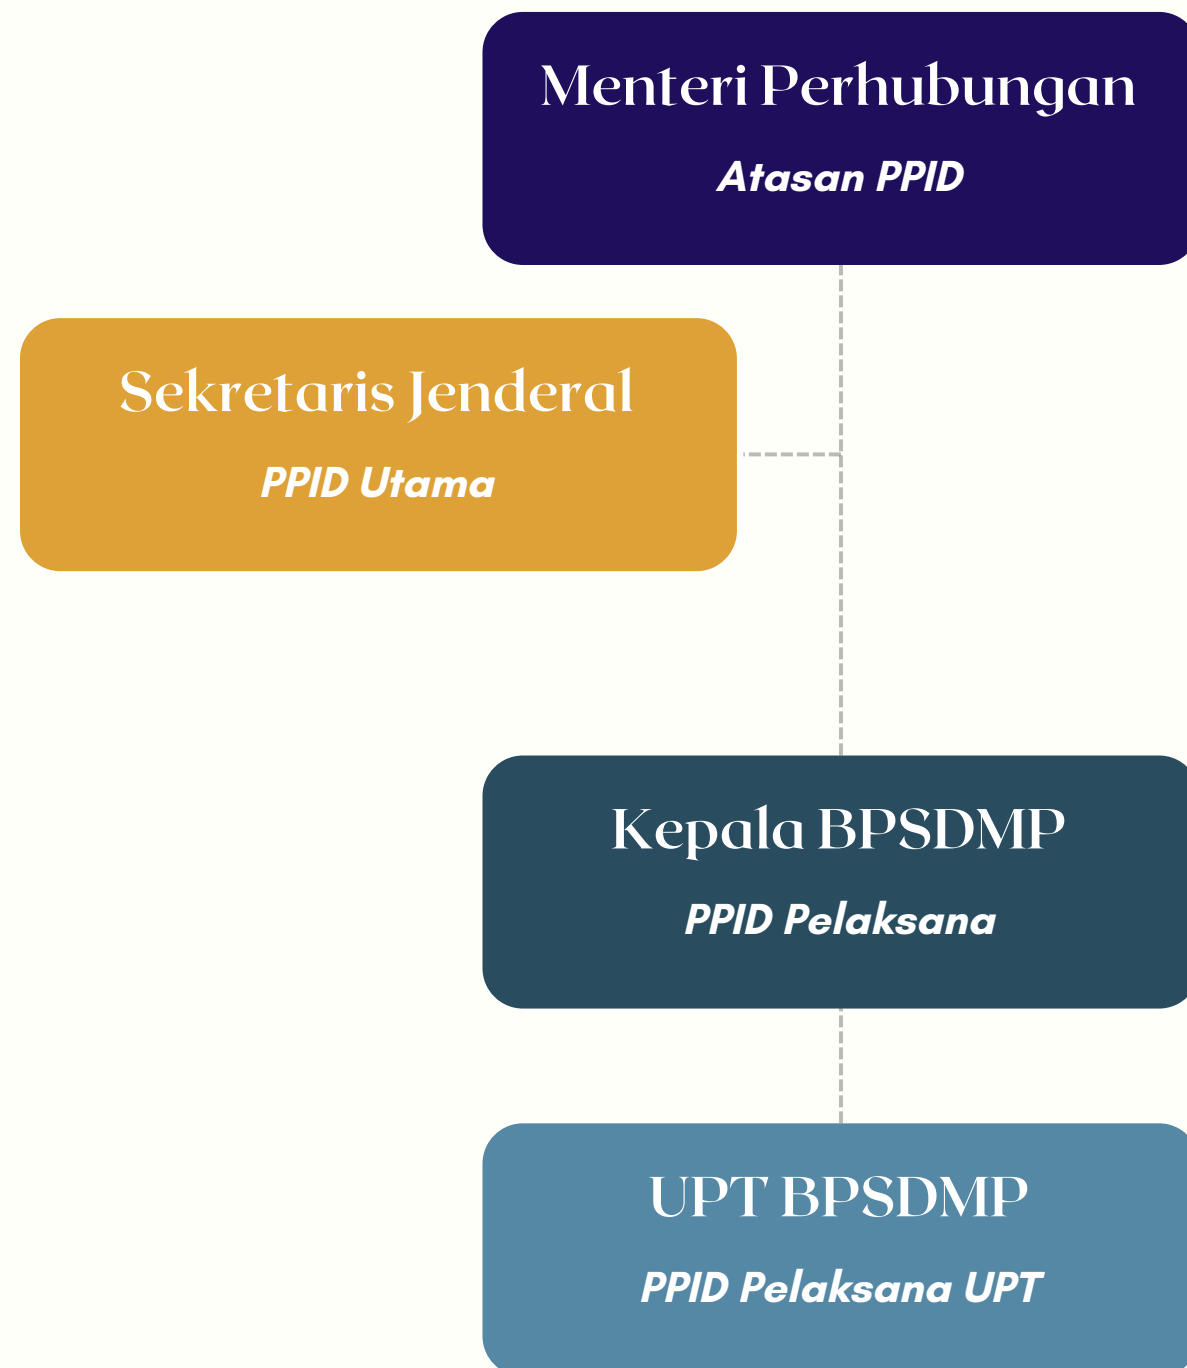 Menteri Perhubungan
Atasan PPID
Sekretaris Jenderal
PPID Utama
Kepala BPSDMP
PPID Pelaksana
UPT BPSDMP
PPID Pelaksana UPT